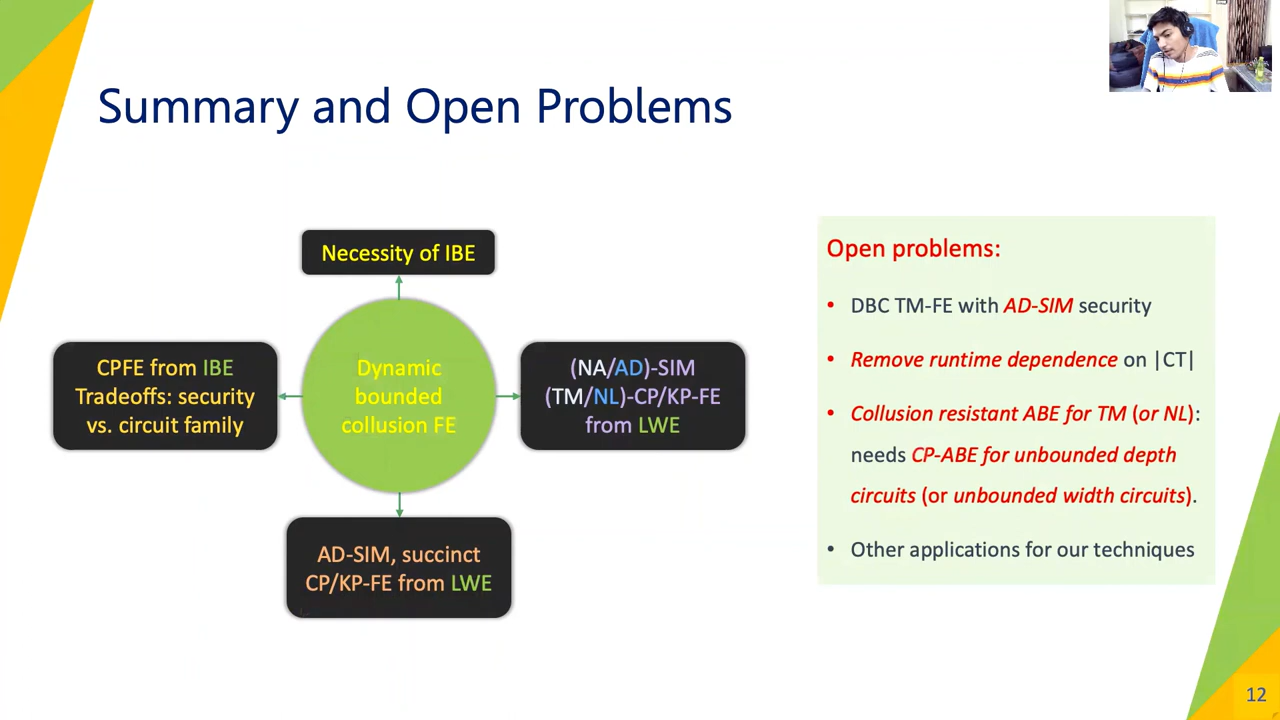 Summary and Open Problems
Necessity of IBE
CPFE from IBE
Tradeoffs: security
vs. circuit family
Dynamic
bounded
collusion FE
(NA/AD)-SIM
(TM/NL)-CP/KP-FE
from LWE
AD-SIM, succinct
CP/KP-FE from LWE
Open problems:
• DBC TM-FE with AD-SIM security
• Remove runtime dependence on |CT|
• Collusion resistant ABE for TM (or NL):
needs CP-ABE for unbounded depth
circuits (or unbounded width circuits).
• Other applications for our techniques
12